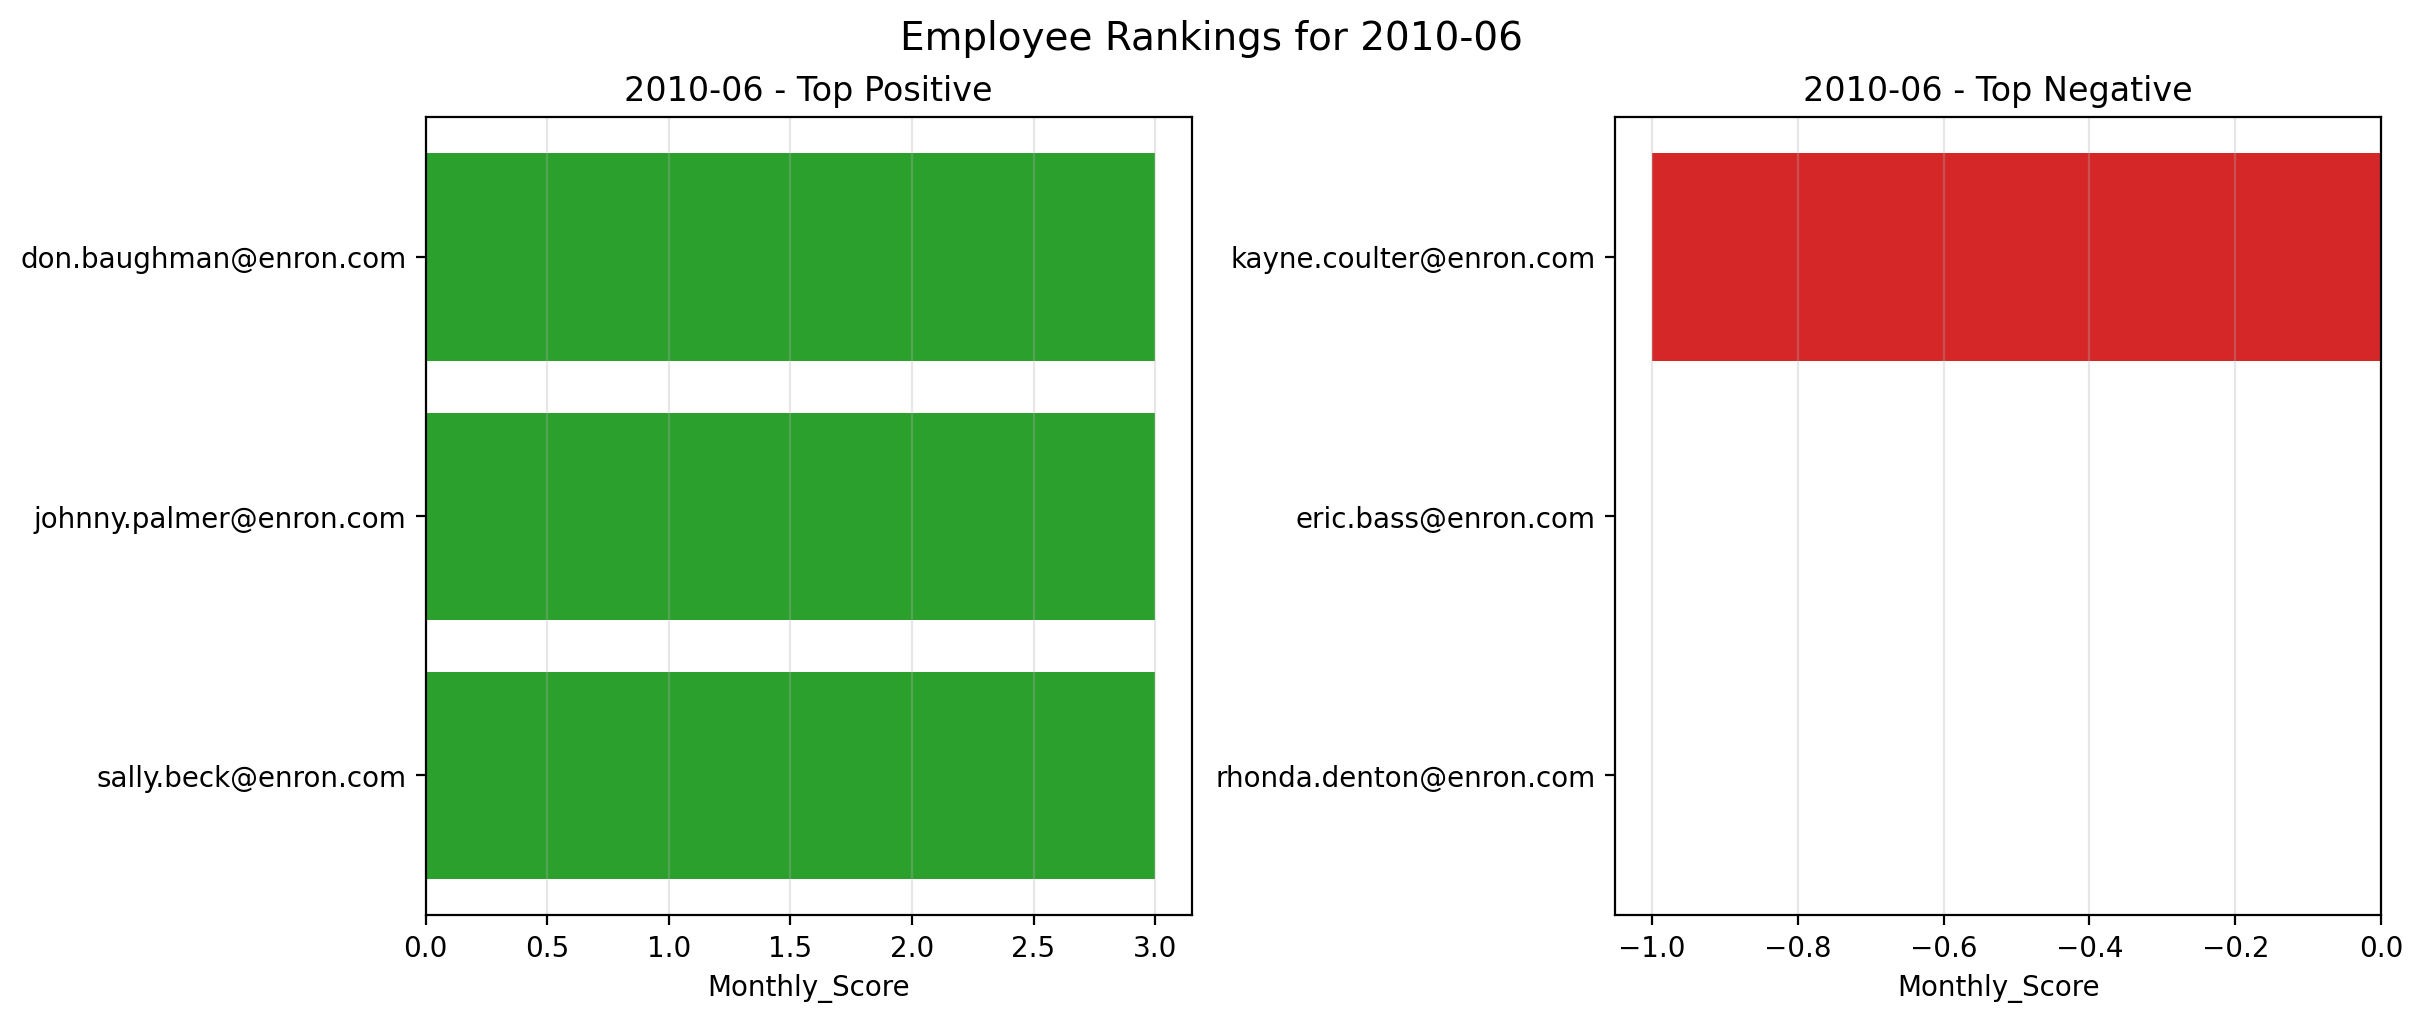 Employee Rankings for 2010-06
2010-06 - Top Positive
don.baughman@enron.com
johnny.palmer@enron.com
sally.beck@enron.com
0.0 0.5 1.0 1.5 2.0 2.5 3.0
Monthly_Score
2010-06 - Top Negative
kayne.coulter@enron.com
eric.bass@enron.com
rhonda.denton@enron.com
−1.0 −0.8 −0.6 −0.4 −0.2 0.0
Monthly_Score